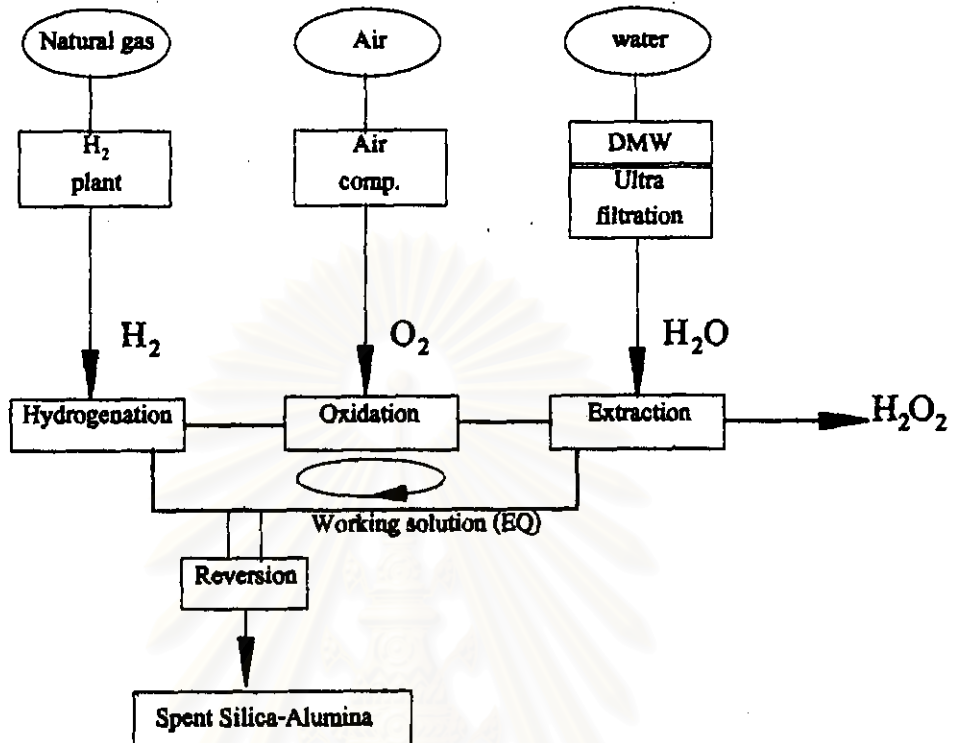 Natural gas
Air
water
H₂
plant
Air
comp.
DMW
Ultra
filtration
H₂
O₂
H₂O
Hydrogenation
Oxidation
Extraction
H₂O₂
Working solution (EQ)
Reversion
Spent Silica-Alumina